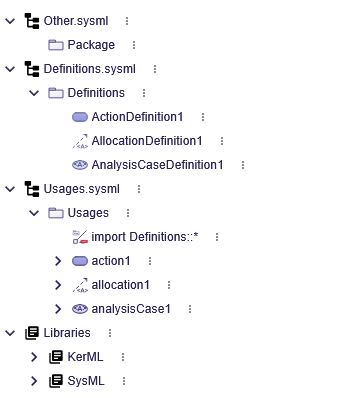 Other.sysml
Package
Definitions.sysml
Definitions
ActionDefinition1
AllocationDefinition1
AnalysisCaseDefinition1
Usages.sysml
Usages
import Definitions::*
action1
allocation1
analysisCase1
Libraries
KerML
SysML